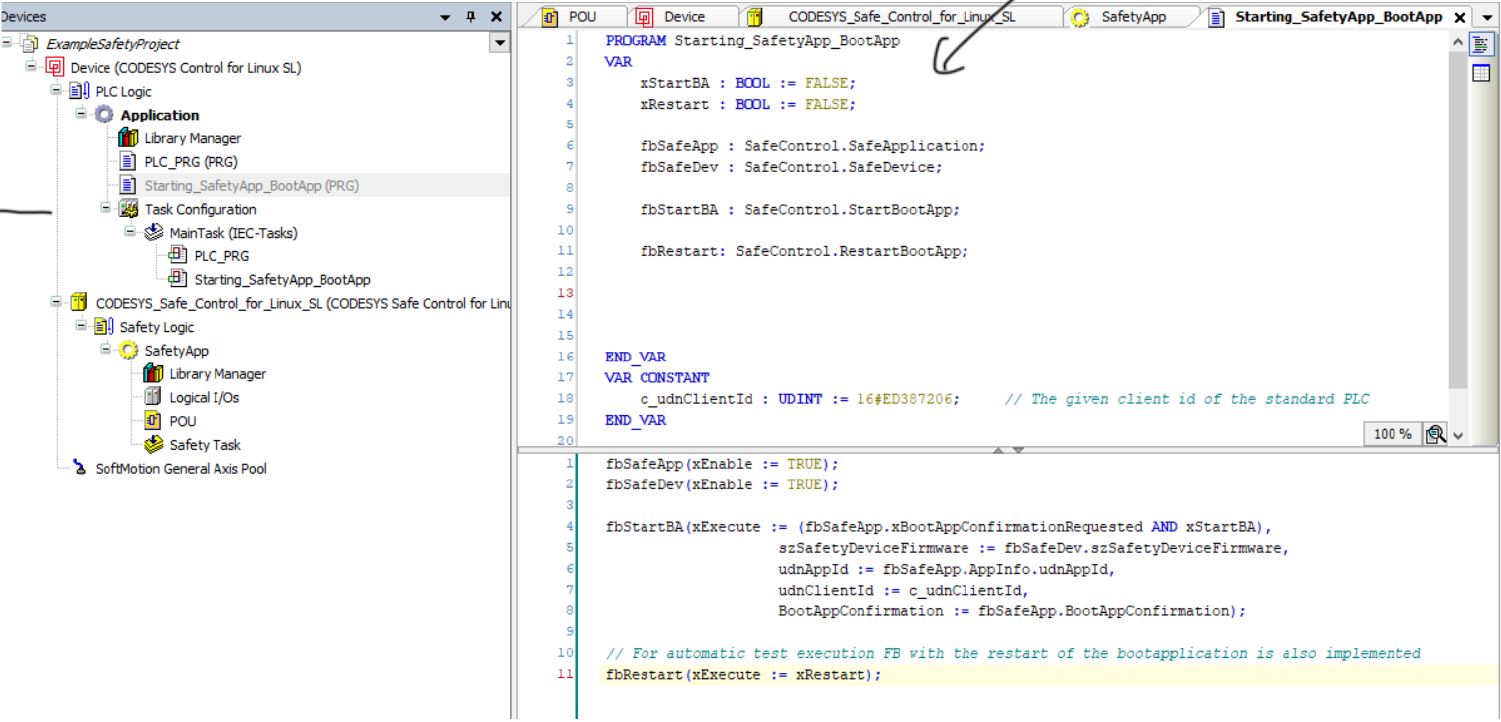 Devices
ExampleSafetyProject
Device (CODESYS Control for Linux SL)
PLC Logic
Application
Library Manager
PLC_PRG (PRG)
Starting_SafetyApp_BootApp (PRG)
Task Configuration
MainTask (IEC-Tasks)
PLC_PRG
Starting_SafetyApp_BootApp
CODESYS_Safe_Control_for_Linux_SL (CODESYS Safe Control for Linu
Safety Logic
SafetyApp
Library Manager
Logical I/Os
POU
Safety Task
SoftMotion General Axis Pool
POU Device CODESYS_Safe_Control_for_Linux_SL SafetyApp Starting_SafetyApp_BootApp
1 PROGRAM Starting_SafetyApp_BootApp
2 VAR
3 xStartBA : BOOL := FALSE;
4 xRestart : BOOL := FALSE;
5
6 fbSafeApp : SafeControl.SafeApplication;
7 fbSafeDev : SafeControl.SafeDevice;
8
9 fbStartBA : SafeControl.StartBootApp;
10
11 fbRestart: SafeControl.RestartBootApp;
12
13
14
15
16 END_VAR
17 VAR CONSTANT
18 c_udnClientId : UDINT := 16#ED387206; // The given client id of the standard PLC
19 END_VAR
20
100 %
1 fbSafeApp(xEnable := TRUE);
2 fbSafeDev(xEnable := TRUE);
3
4 fbStartBA(xExecute := (fbSafeApp.xBootAppConfirmationRequested AND xStartBA),
5 szSafetyDeviceFirmware := fbSafeDev.szSafetyDeviceFirmware,
6 udnAppId := fbSafeApp.AppInfo.udnAppId,
7 udnClientId := c_udnClientId,
8 BootAppConfirmation := fbSafeApp.BootAppConfirmation);
9
10 // For automatic test execution FB with the restart of the bootapplication is also implemented
11 fbRestart(xExecute := xRestart);